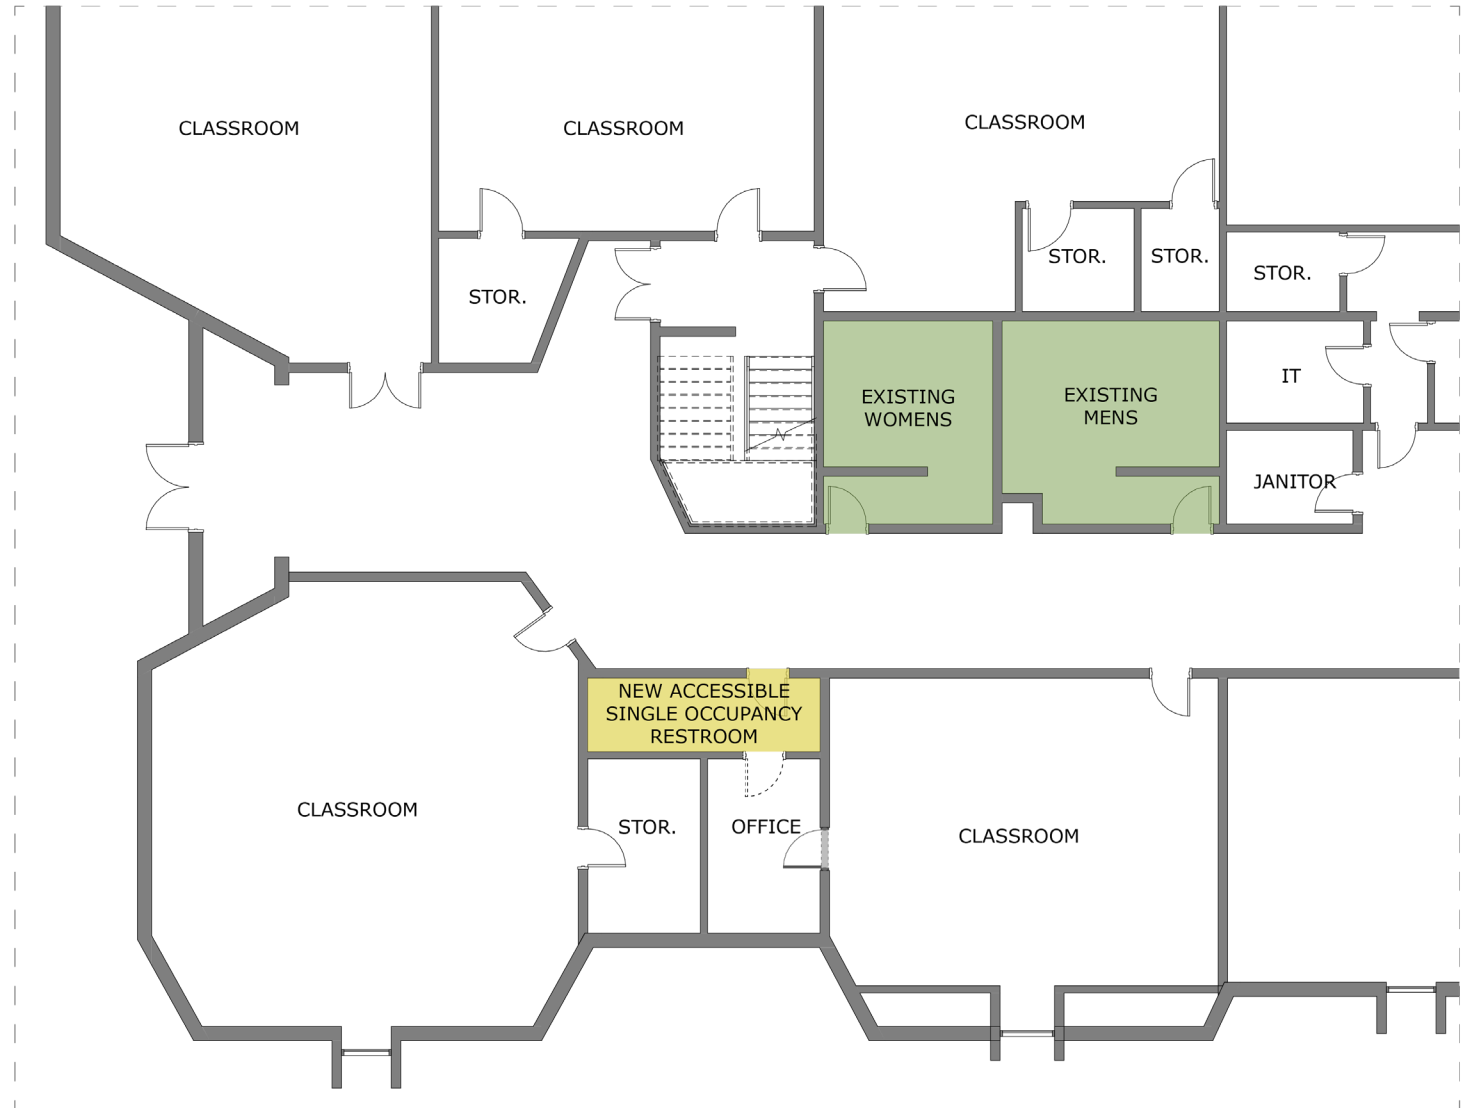 CLASSROOM
CLASSROOM
CLASSROOM
STOR.
STOR.
STOR.
STOR.
EXISTING
WOMENS
EXISTING
MENS
IT
JANITOR
NEW ACCESSIBLE
SINGLE OCCUPANCY
RESTROOM
CLASSROOM
STOR.
OFFICE
CLASSROOM